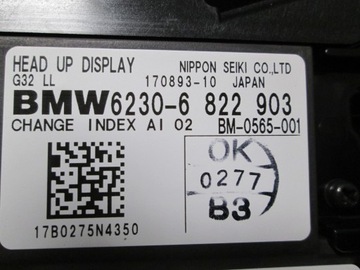 HEAD UP DISPLAY NIPPON SEIKI CO.,LTD
G32 LL 170893-10 JAPAN
BMW6230-6 822 903
CHANGE INDEX AI 02 BM-0565-001
OK
0277
B3
17B0275N4350